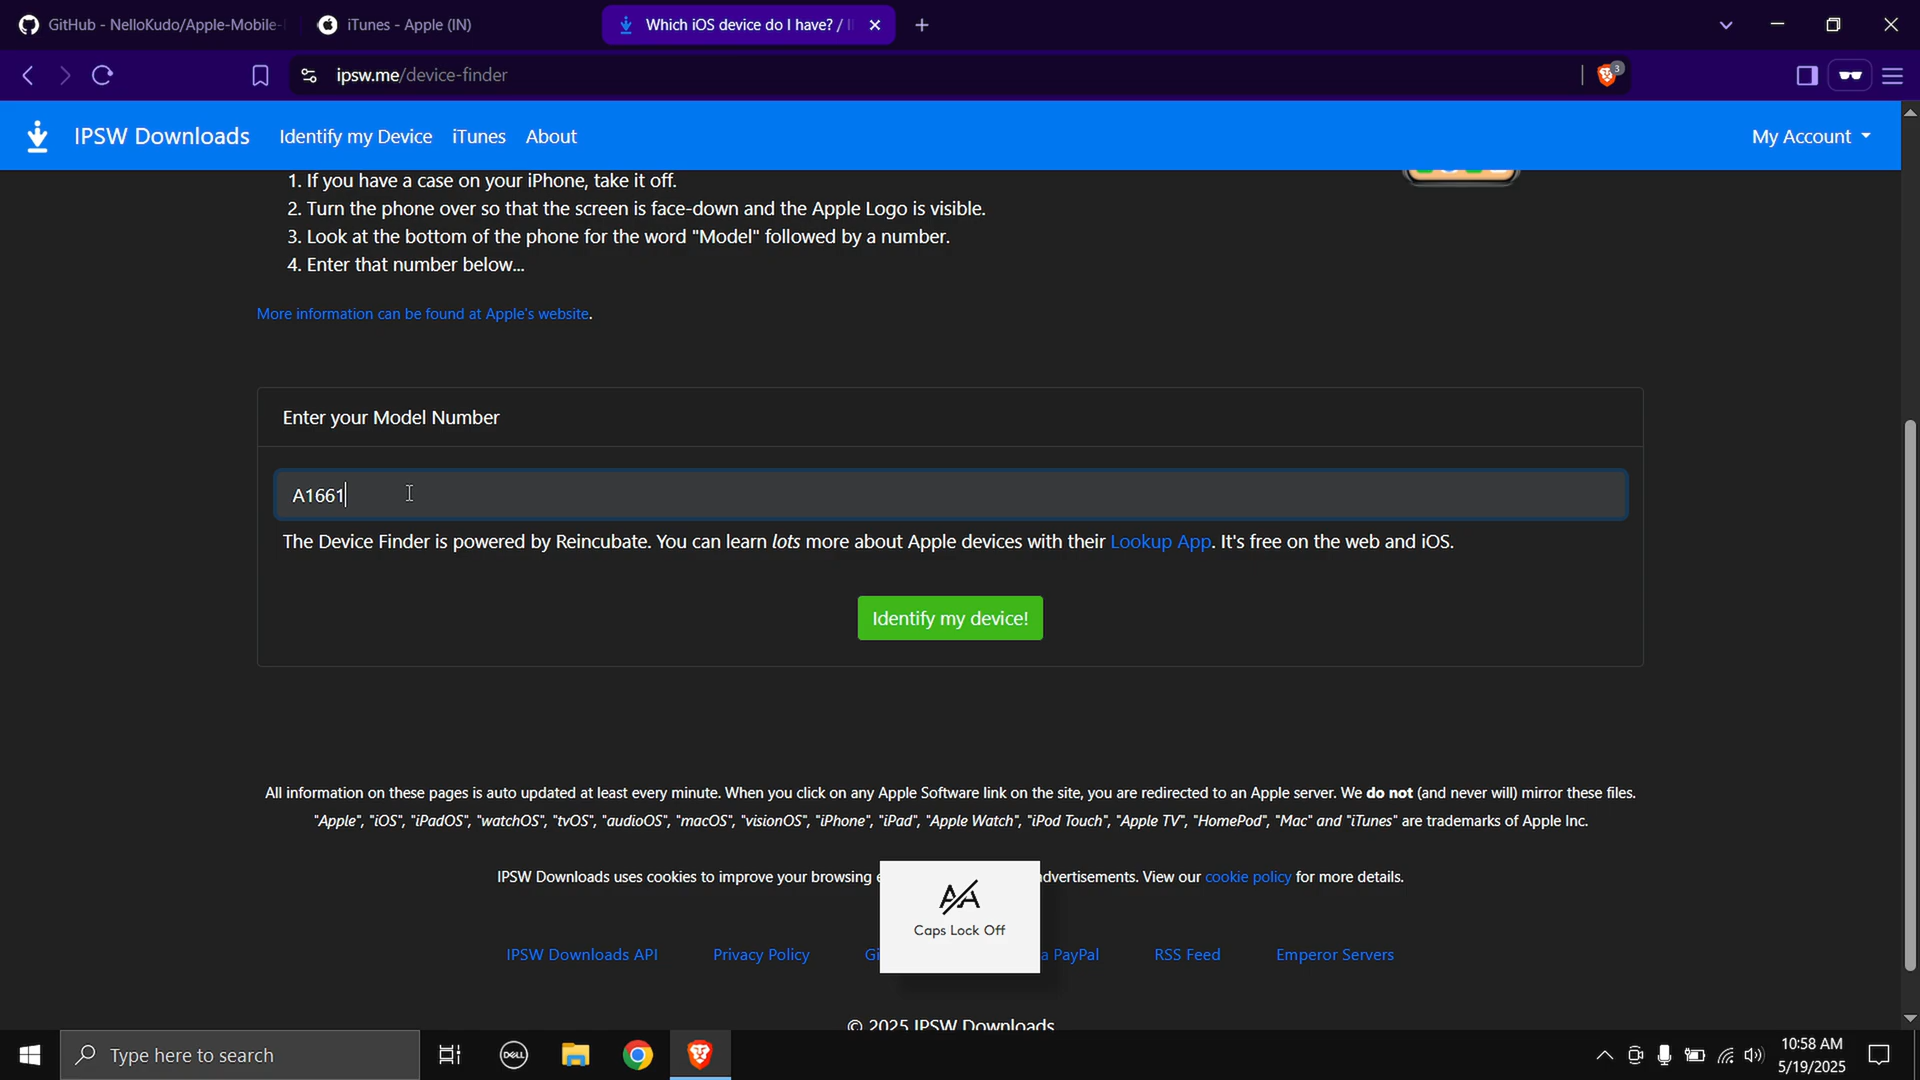 GitHub - NelloKudo/Apple-Mobile-
iTunes - Apple (IN)
Which iOS device do I have? /
ipsw.me/device-finder
3
IPSW Downloads
Identify my Device
iTunes
About
My Account
1. If you have a case on your iPhone, take it off.
2. Turn the phone over so that the screen is face-down and the Apple Logo is visible.
3. Look at the bottom of the phone for the word "Model" followed by a number.
4. Enter that number below...
More information can be found at Apple's website.
Enter your Model Number
A1661
The Device Finder is powered by Reincubate. You can learn lots more about Apple devices with their Lookup App. It's free on the web and iOS.
Identify my device!
All information on these pages is auto updated at least every minute. When you click on any Apple Software link on the site, you are redirected to an Apple server. We do not (and never will) mirror these files.
"Apple", "iOS", "iPadOS", "watchOS", "tvOS", "audioOS", "macOS", "visionOS", "iPhone", "iPad", "Apple Watch", "iPod Touch", "Apple TV", "HomePod", "Mac" and "iTunes" are trademarks of Apple Inc.
IPSW Downloads uses cookies to improve your browsing
dvertisements. View our cookie policy for more details.
AA
Caps Lock Off
IPSW Downloads API
Privacy Policy
Gi
a PayPal
RSS Feed
Emperor Servers
© 2025 IPSW Downloads
Type here to search
DELL
10:58 AM
5/19/2025